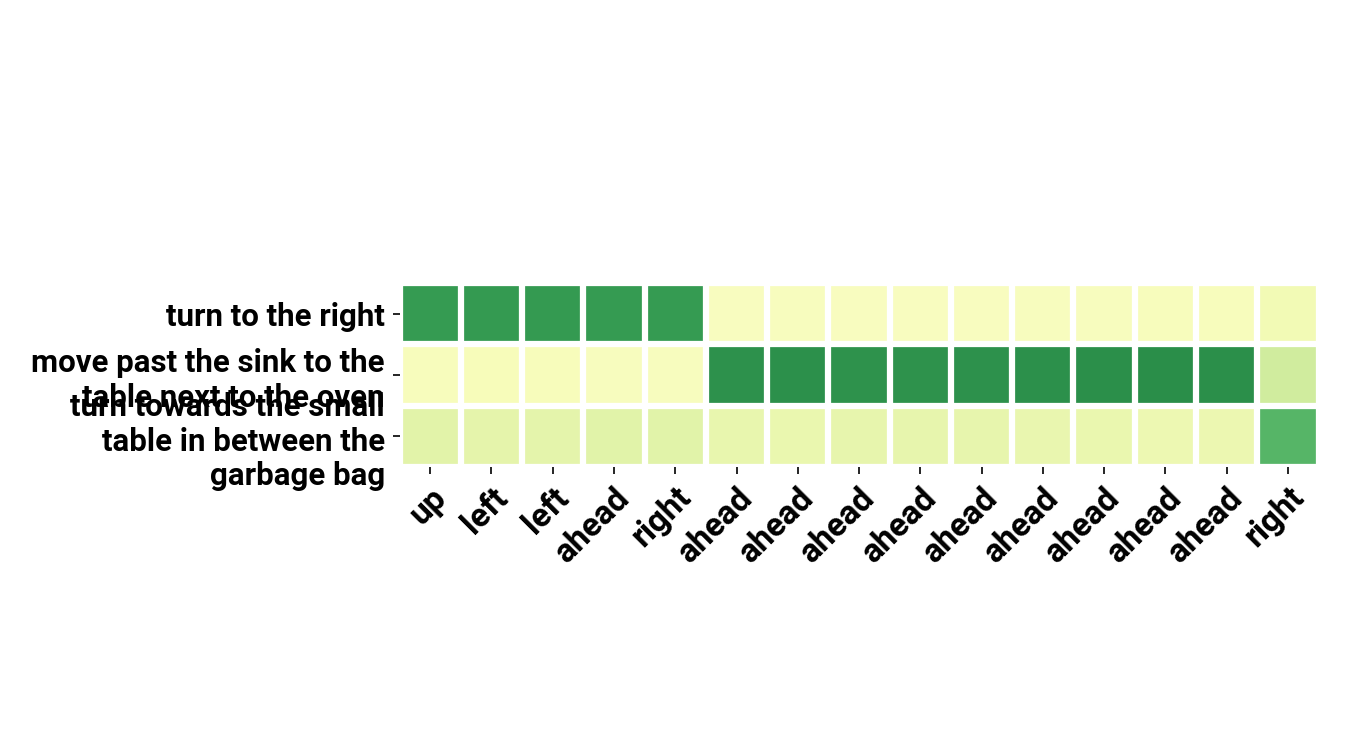 turn to the right
move past the sink to the
table next to the oven
turn towards the small
table in between the
garbage bag
up
left
left
ahead
right
ahead
ahead
ahead
ahead
ahead
ahead
ahead
ahead
ahead
right